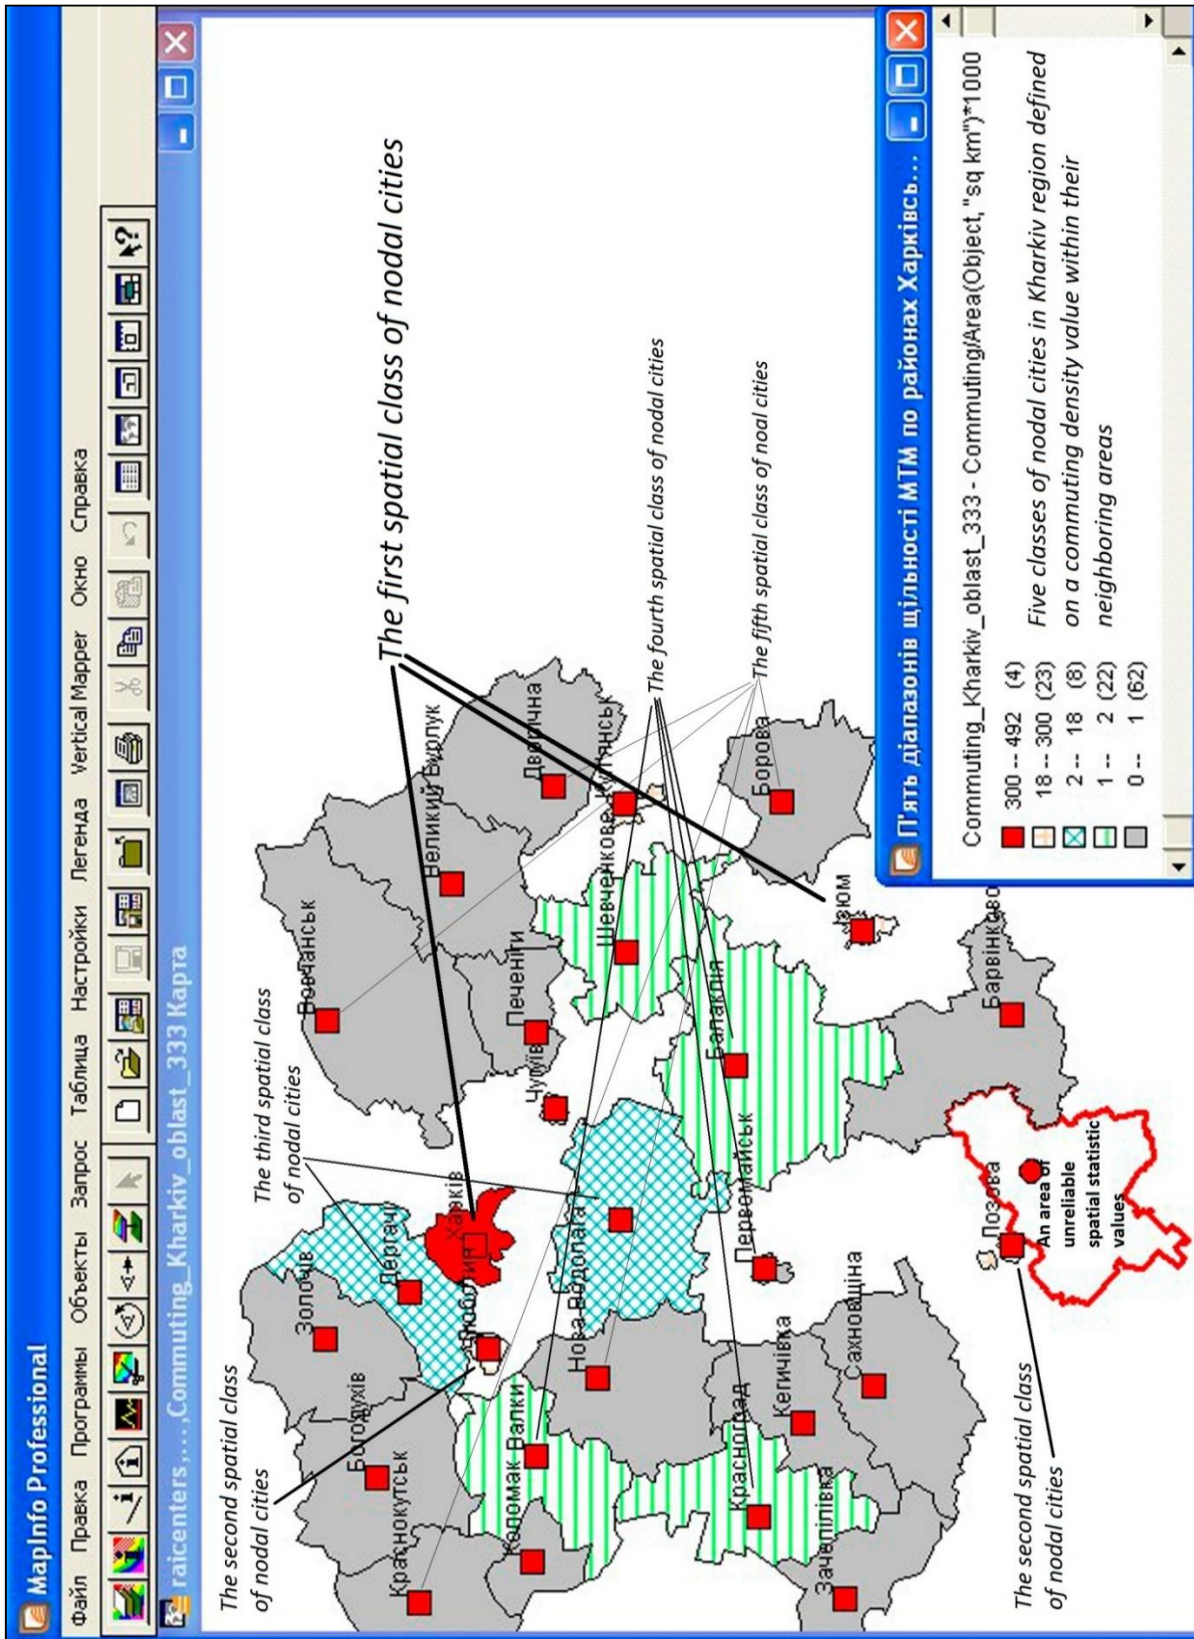 MapInfo Professional
Файл Правка Программы Объекты Запрос Таблица Настройки Легенда Vertical Mapper Окно Справка
raicenters,...,Commuting_Kharkiv_oblast_333 Карта
The second spatial class
of nodal cities
The third spatial class
of nodal cities
The first spatial class of nodal cities
Вовчанськ
Золочів
Богодухів
Великий Бурлук
Дергачі
Краснокутськ
Харків
Люботин
Дворічна
Печеніги
Чугуїв
Валки
Коломак
Куп'янськ
Шевченкове
Нова Водолага
The fourth spatial class of nodal cities
Балаклія
Первомайськ
Красноград
The fifth spatial class of noal cities
Борова
Кегичівка
Зачепилівка
Сахновщина
Ізюм
Барвінково
Лозова
An area of
unreliable
spatial statistic
values
The second spatial class
of nodal cities
П'ять діапазонів щільності МТМ по районах Харківсь...
Commuting_Kharkiv_oblast_333 - Commuting/Area(Object,"sq km")*1000
300 -- 492 (4)
18 -- 300 (23)
2 -- 18 (8)
1 -- 2 (22)
0 -- 1 (62)
Five classes of nodal cities in Kharkiv region defined
on a commuting density value within their
neighboring areas